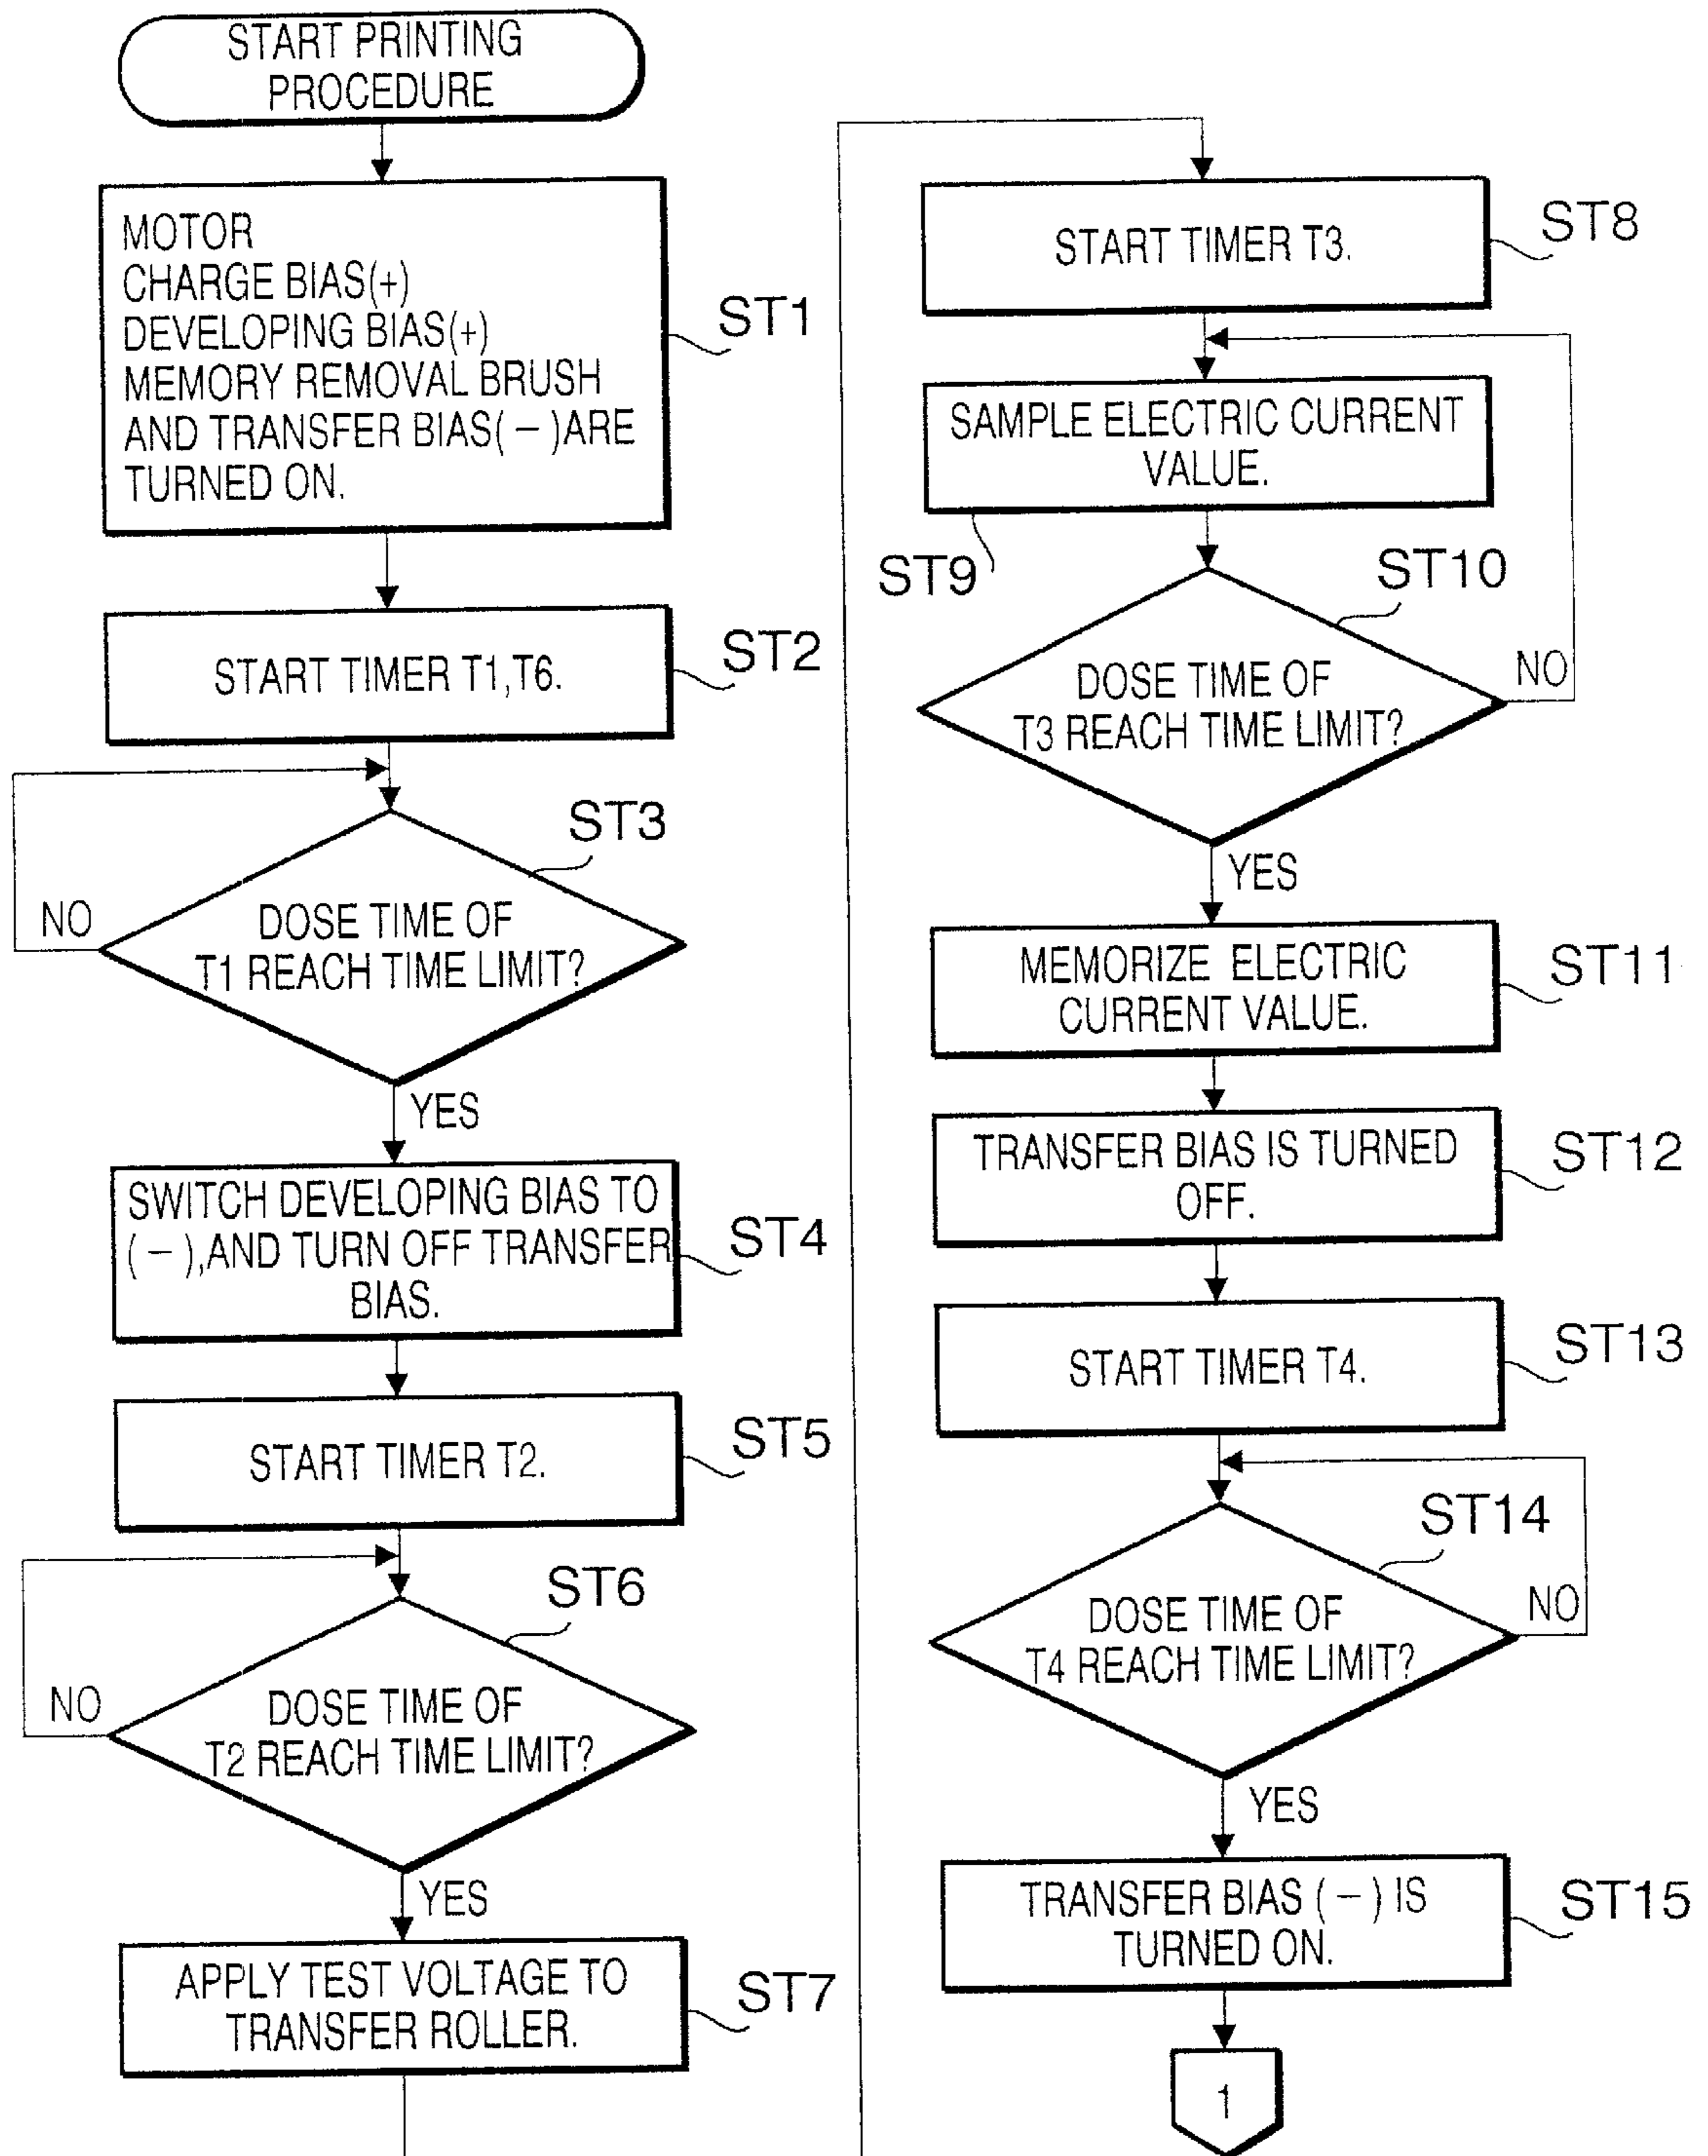 START PRINTING
PROCEDURE
MOTOR
CHARGE BIAS(+)
DEVELOPING BIAS(+)
MEMORY REMOVAL BRUSH
AND TRANSFER BIAS(−)ARE
TURNED ON.
ST1
START TIMER T1,T6.
ST2
ST3
DOSE TIME OF
T1 REACH TIME LIMIT?
NO
YES
SWITCH DEVELOPING BIAS TO
(−),AND TURN OFF TRANSFER
BIAS.
ST4
START TIMER T2.
ST5
ST6
DOSE TIME OF
T2 REACH TIME LIMIT?
NO
YES
APPLY TEST VOLTAGE TO
TRANSFER ROLLER.
ST7
START TIMER T3.
ST8
SAMPLE ELECTRIC CURRENT
VALUE.
ST9
ST10
DOSE TIME OF
T3 REACH TIME LIMIT?
NO
YES
MEMORIZE ELECTRIC
CURRENT VALUE.
ST11
TRANSFER BIAS IS TURNED
OFF.
ST12
START TIMER T4.
ST13
ST14
DOSE TIME OF
T4 REACH TIME LIMIT?
NO
YES
TRANSFER BIAS (−) IS
TURNED ON.
ST15
1